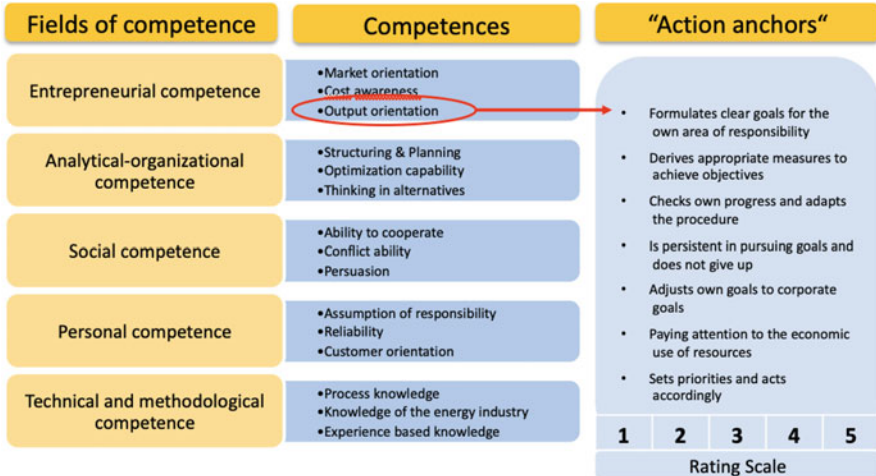 Fields of competence
Competences
“Action anchors“
Entrepreneurial competence
•Market orientation
•Cost awareness
•Output orientation
Analytical-organizational
competence
•Structuring & Planning
•Optimization capability
•Thinking in alternatives
Social competence
•Ability to cooperate
•Conflict ability
•Persuasion
Personal competence
•Assumption of responsibility
•Reliability
•Customer orientation
Technical and methodological
competence
•Process knowledge
•Knowledge of the energy industry
•Experience based knowledge
• Formulates clear goals for the
own area of responsibility
• Derives appropriate measures to
achieve objectives
• Checks own progress and adapts
the procedure
• Is persistent in pursuing goals and
does not give up
• Adjusts own goals to corporate
goals
• Paying attention to the economic
use of resources
• Sets priorities and acts
accordingly
1 2 3 4 5
Rating Scale